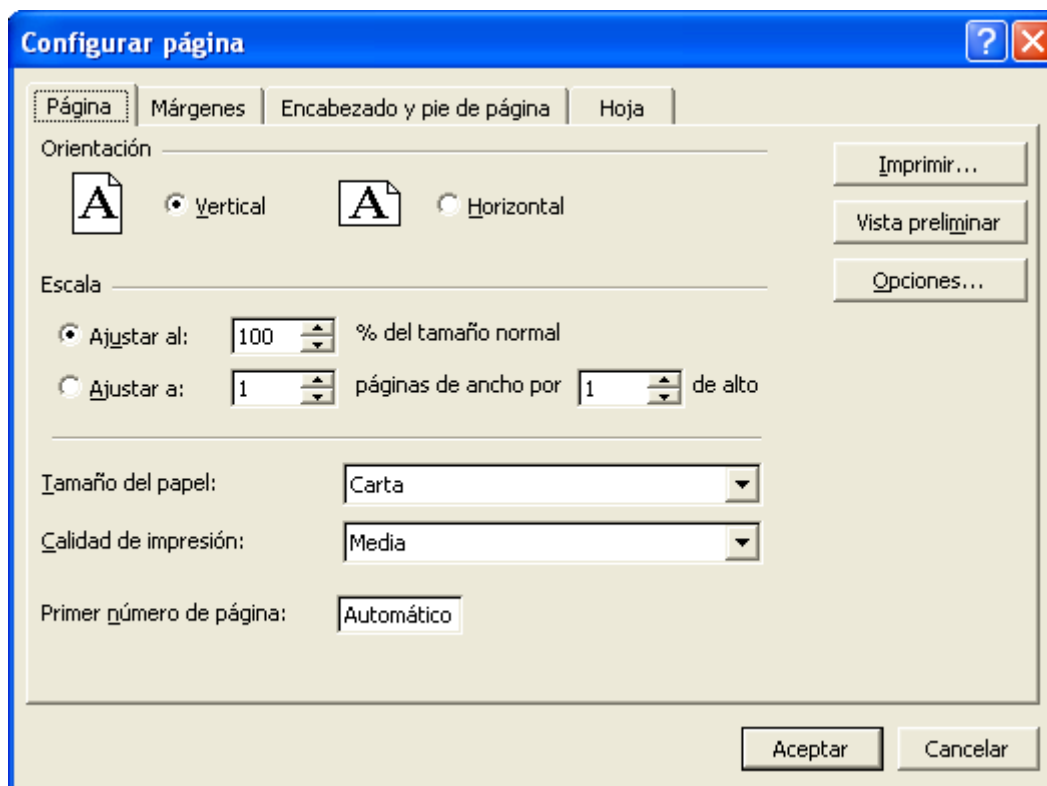 Configurar página
Página Márgenes Encabezado y pie de página Hoja
Orientación
A Vertical A Horizontal
Imprimir...
Vista preliminar
Opciones...
Escala
Ajustar al: 100 % del tamaño normal
Ajustar a: 1 páginas de ancho por 1 de alto
Tamaño del papel: Carta
Calidad de impresión: Media
Primer número de página: Automático
Aceptar Cancelar